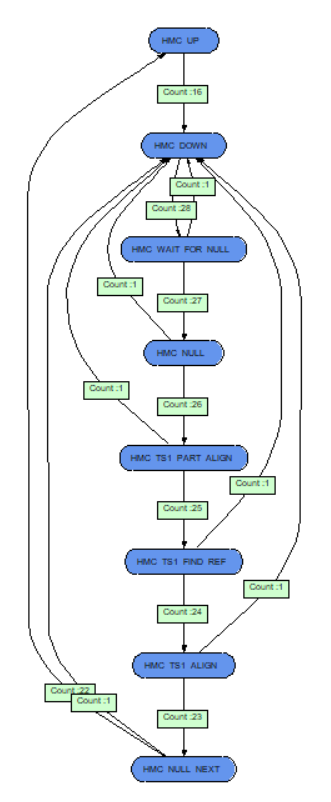 HMC UP
Count :16
HMC DOWN
Count :1
Count :28
HMC WAIT FOR NULL
Count :1
Count :27
HMC NULL
Count :1
Count :26
HMC TS1 PART ALIGN
Count :1
Count :25
HMC TS1 FIND REF
Count :1
Count :24
HMC TS1 ALIGN
Count :22
Count :1
Count :23
HMC NULL NEXT